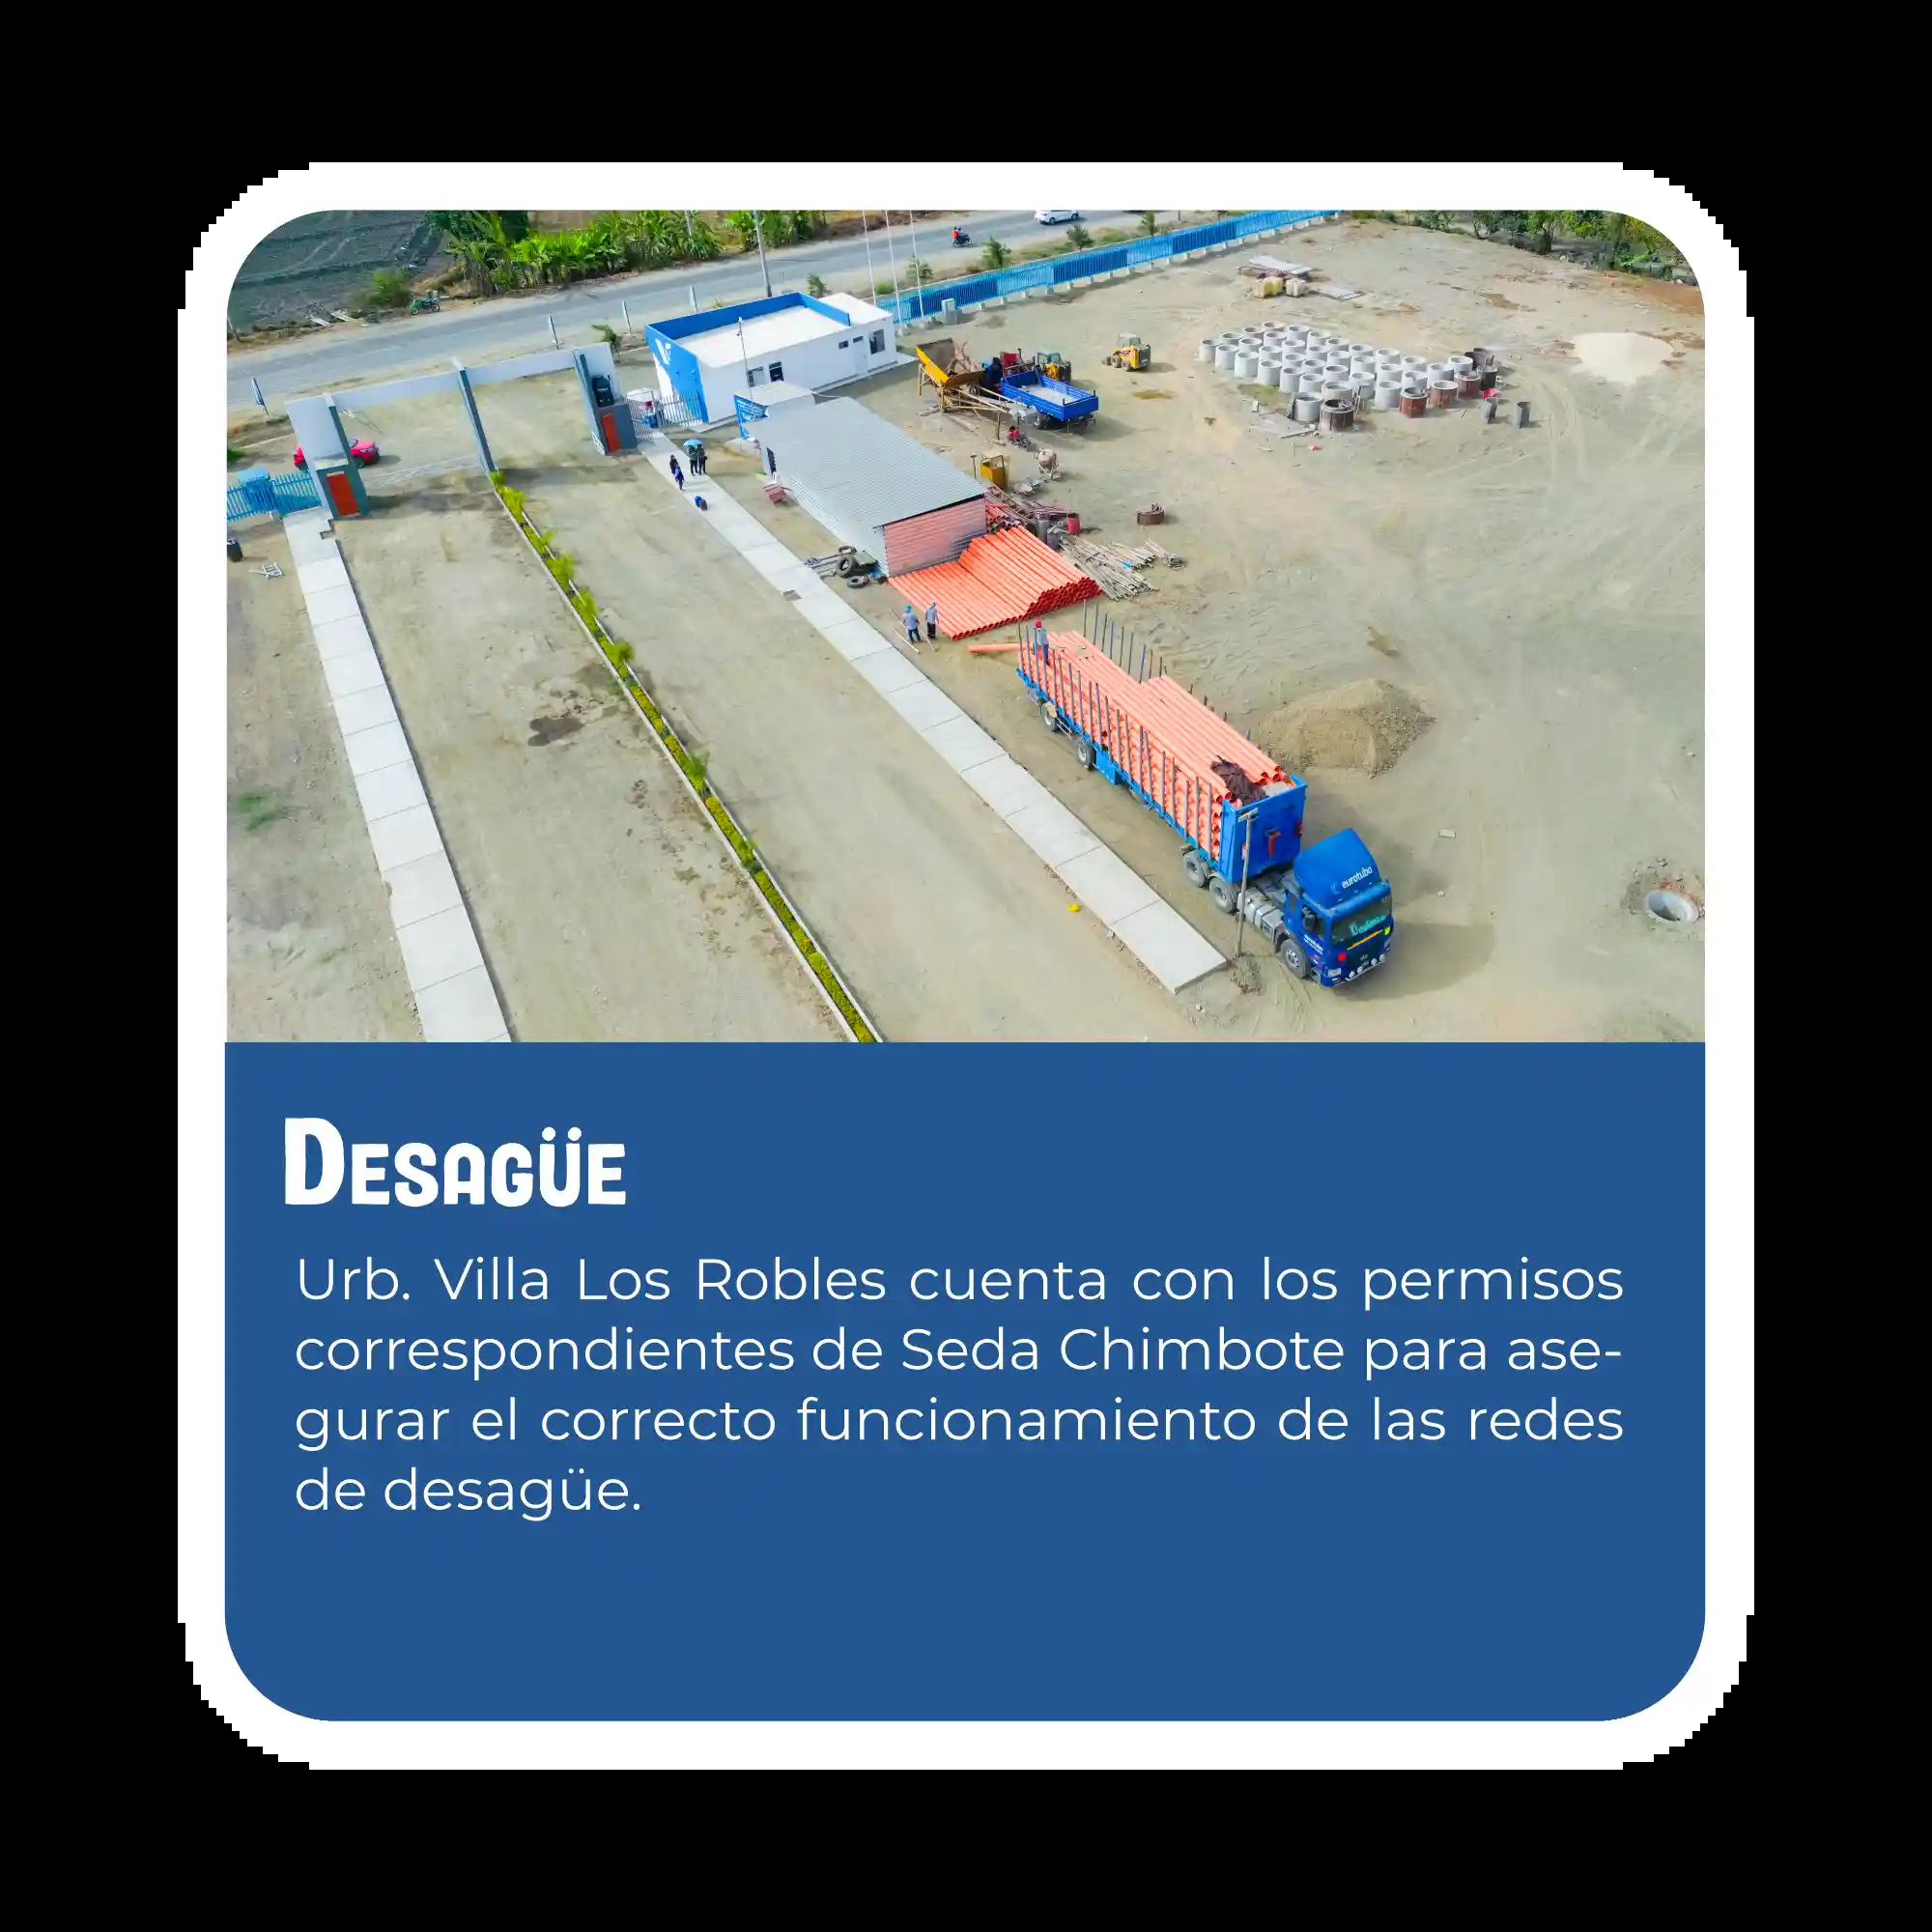 eurotubo
Desagüe
Urb. Villa Los Robles cuenta con los permisos
correspondientes de Seda Chimbote para ase-
gurar el correcto funcionamiento de las redes
de desagüe.